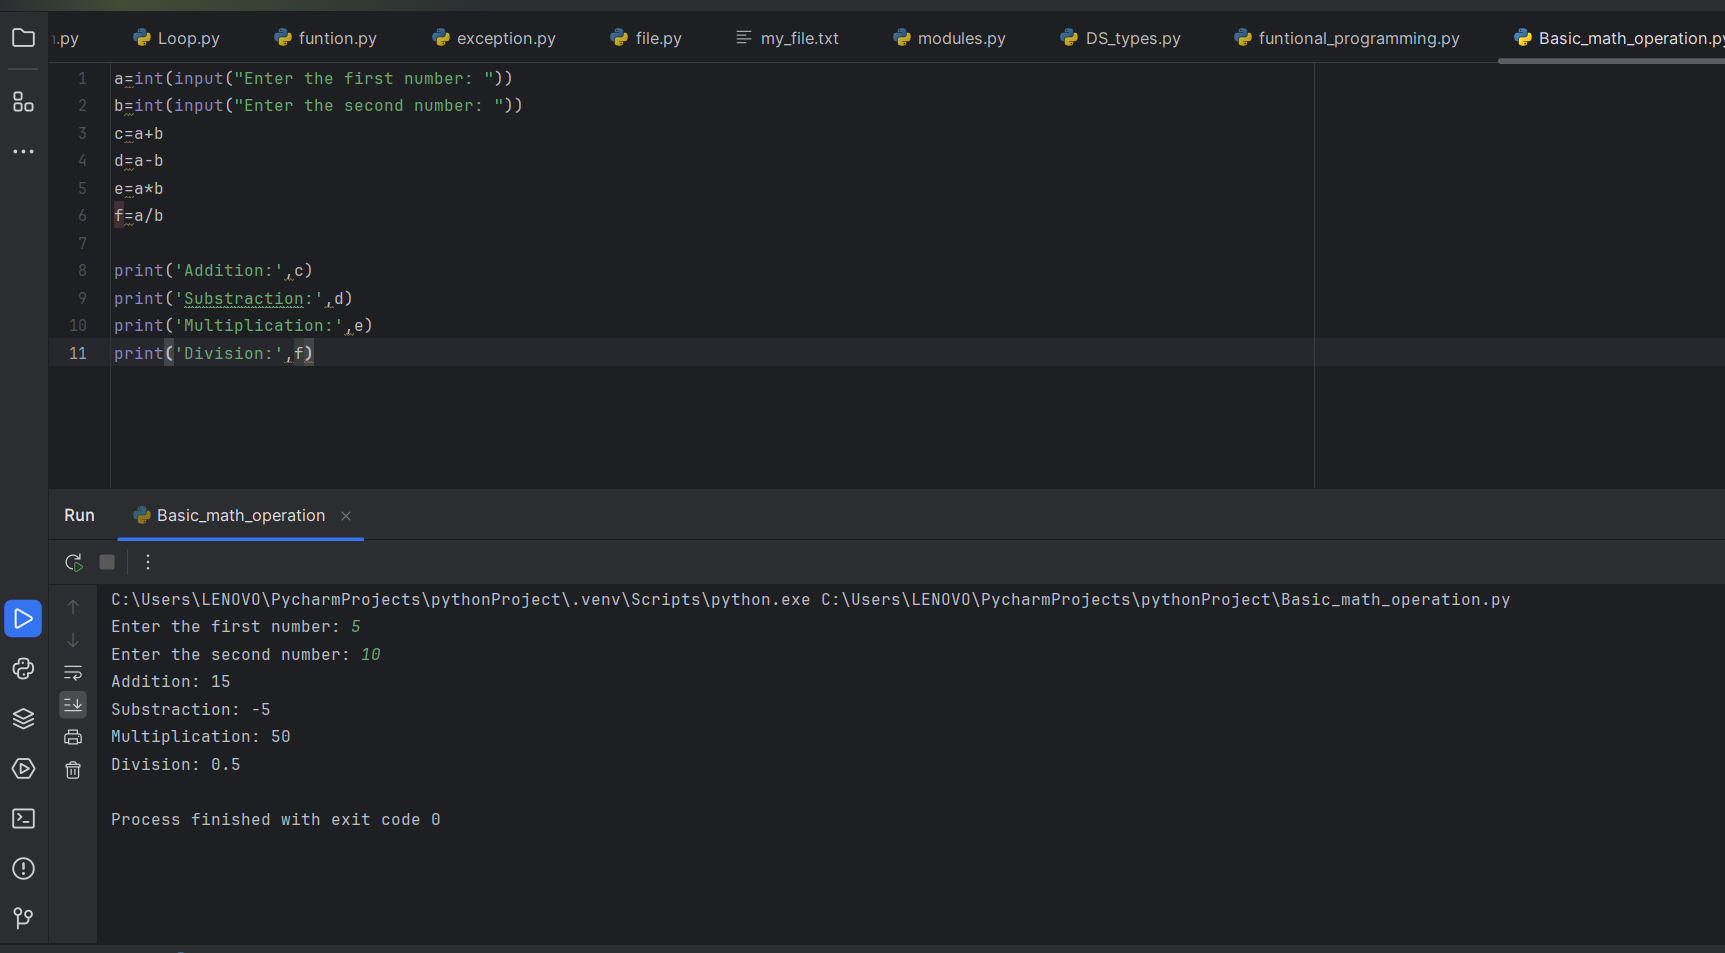 .py
Loop.py
funtion.py
exception.py
file.py
my_file.txt
modules.py
DS_types.py
funtional_programming.py
Basic_math_operation.py
1 a=int(input("Enter the first number: "))
2 b=int(input("Enter the second number: "))
3 c=a+b
4 d=a-b
5 e=a*b
6 f=a/b
7
8 print('Addition:',c)
9 print('Substraction:',d)
10 print('Multiplication:',e)
11 print('Division:',f)
Run Basic_math_operation
C:\Users\LENOVO\PycharmProjects\pythonProject\.venv\Scripts\python.exe C:\Users\LENOVO\PycharmProjects\pythonProject\Basic_math_operation.py
Enter the first number: 5
Enter the second number: 10
Addition: 15
Substraction: -5
Multiplication: 50
Division: 0.5
Process finished with exit code 0